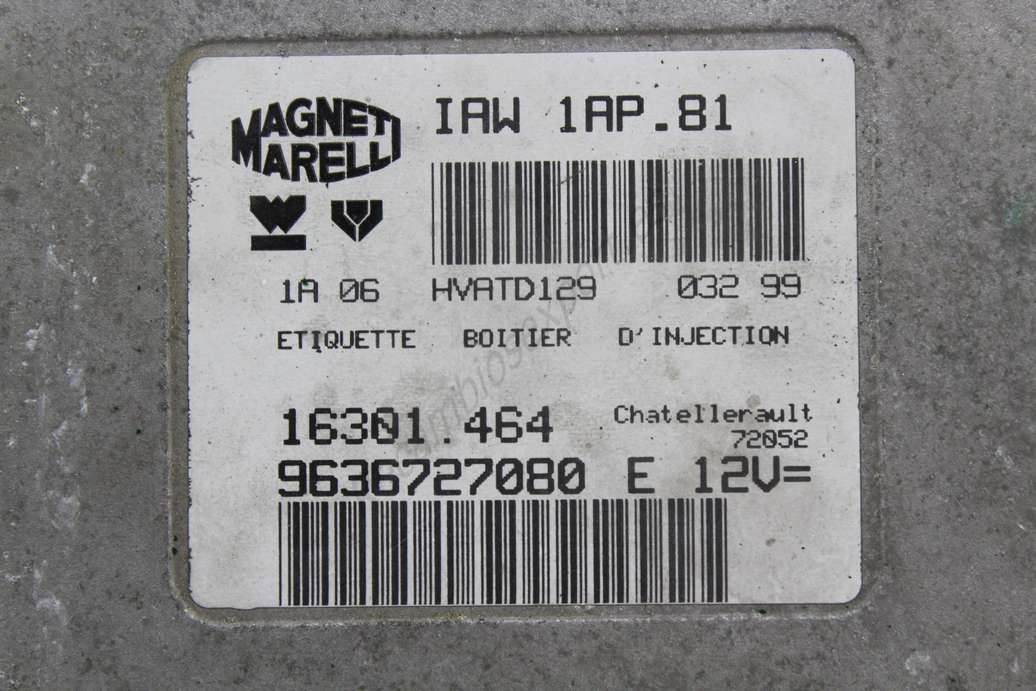 MAGNETI
MARELLI
IAW 1AP.81
1A 06 HVATD129 032 99
ETIQUETTE BOITIER D'INJECTION
16301.464 Chatellerault
72052
9636727080 E 12V=